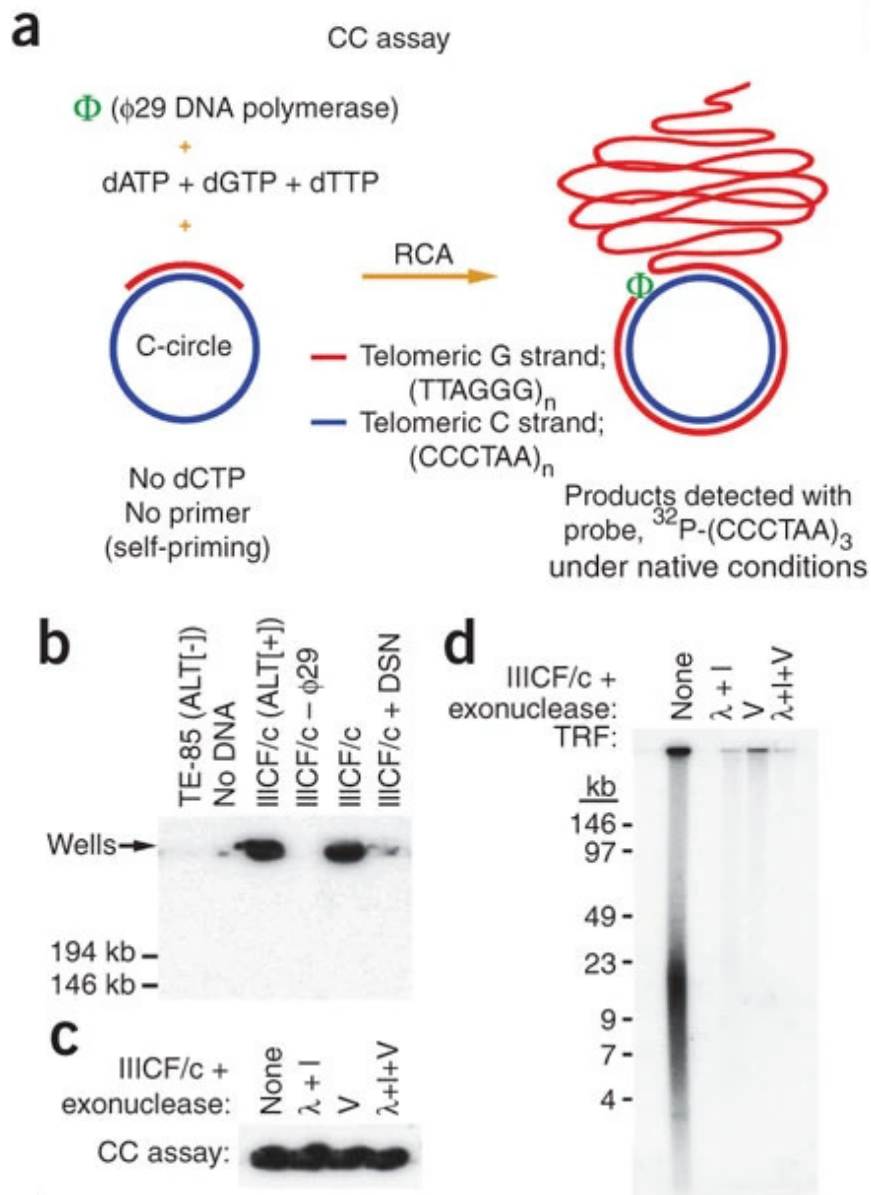 a
CC assay
Φ (ϕ29 DNA polymerase)
+
dATP + dGTP + dTTP
+
C-circle
RCA
Φ
Telomeric G strand;
(TTAGGG)n
Telomeric C strand;
(CCCTAA)n
No dCTP
No primer
(self-priming)
Products detected with
probe, 32P-(CCCTAA)3
under native conditions
b
TE-85 (ALT[-])
No DNA
IIICF/c (ALT[+])
IIICF/c – ϕ29
IIICF/c
IIICF/c + DSN
Wells
194 kb
146 kb
c
IIICF/c +
exonuclease:
None
λ + I
V
λ+I+V
CC assay:
d
IIICF/c +
exonuclease:
TRF:
None
λ + I
V
λ+I+V
kb
146
97
49
23
9
7
4